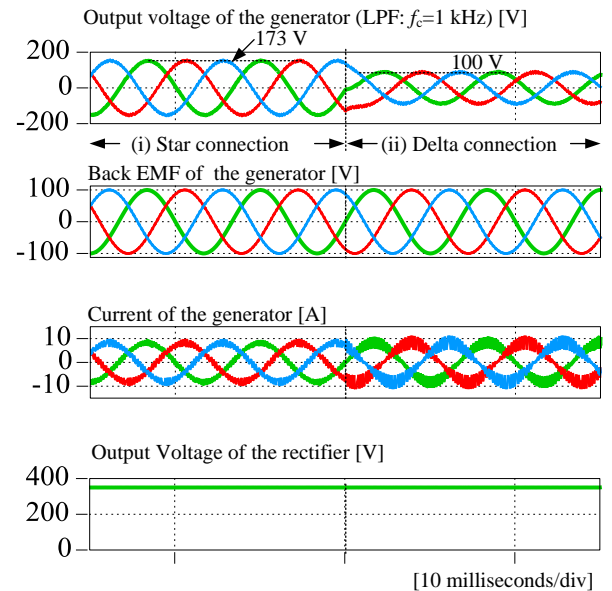 Output voltage of the generator (LPF: fc=1 kHz) [V]
173 V
200
100 V
0
-200
(i) Star connection
(ii) Delta connection
Back EMF of the generator [V]
100
0
-100
Current of the generator [A]
10
0
-10
Output Voltage of the rectifier [V]
400
200
0
[10 milliseconds/div]